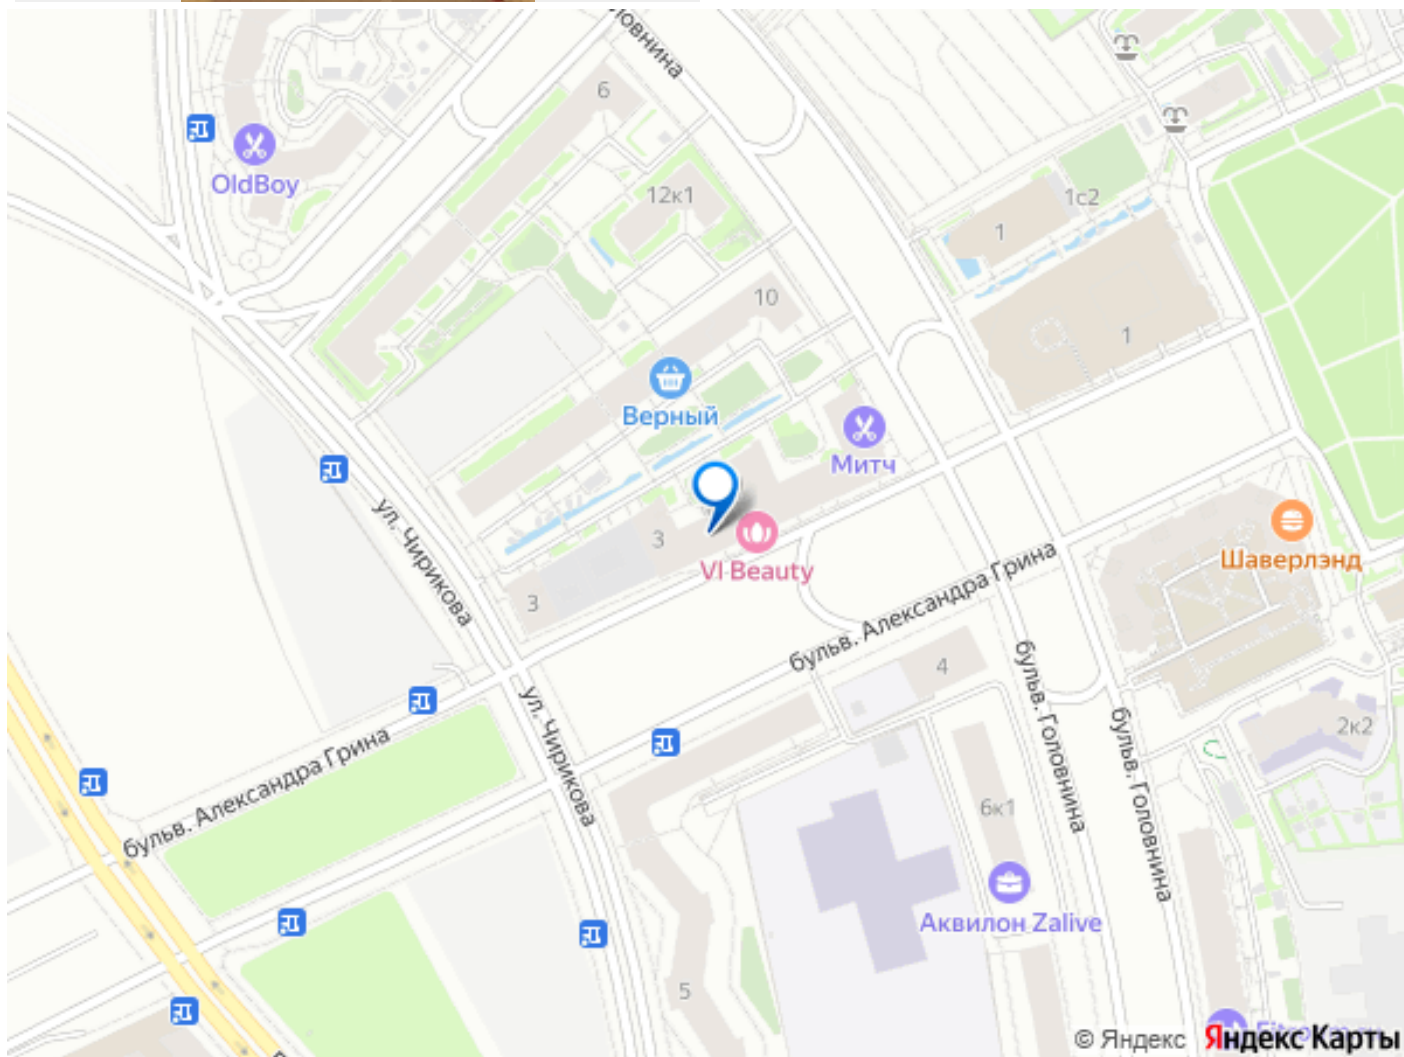 ловнина
6
OldBoy
12к1
1с2
1
10
1
Верный
Митч
ул. Чирикова
3
VI Beauty
Шаверлэнд
3
бульв. Александра Грина
4
бульв. Головнина
ул. Чирикова
бульв. Головнина
2к2
бульв. Александра Грина
6к1
Аквилон Zalive
5
© Яндекс Яндекс Карты